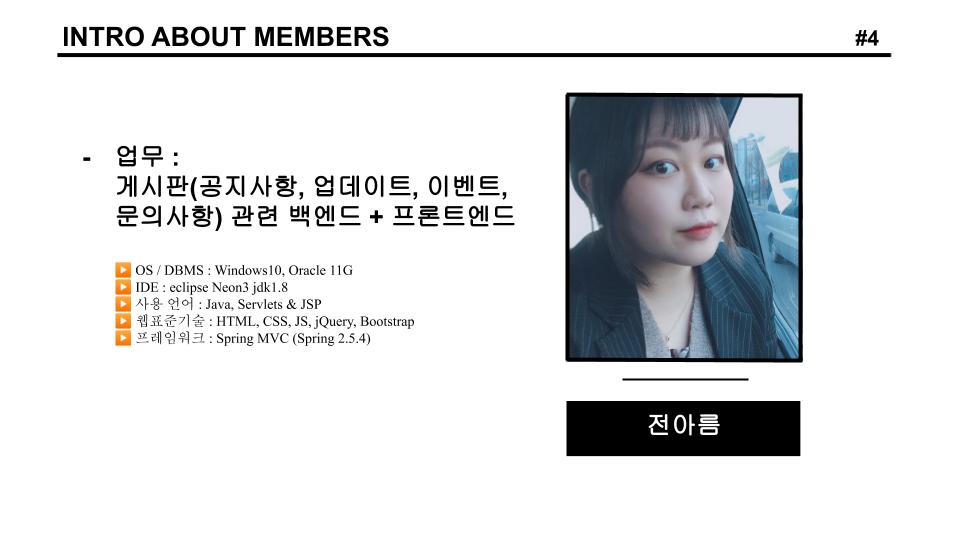 INTRO ABOUT MEMBERS
#4
- 업무 :
게시판(공지사항, 업데이트, 이벤트,
문의사항) 관련 백엔드 + 프론트엔드
▶ OS / DBMS : Windows10, Oracle 11G
▶ IDE : eclipse Neon3 jdk1.8
▶ 사용 언어 : Java, Servlets & JSP
▶ 웹표준기술 : HTML, CSS, JS, jQuery, Bootstrap
▶ 프레임워크 : Spring MVC (Spring 2.5.4)
전아름